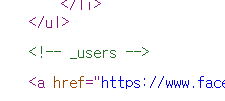 </li>
</ul>
<!-- _users -->
<a href="https://www.face